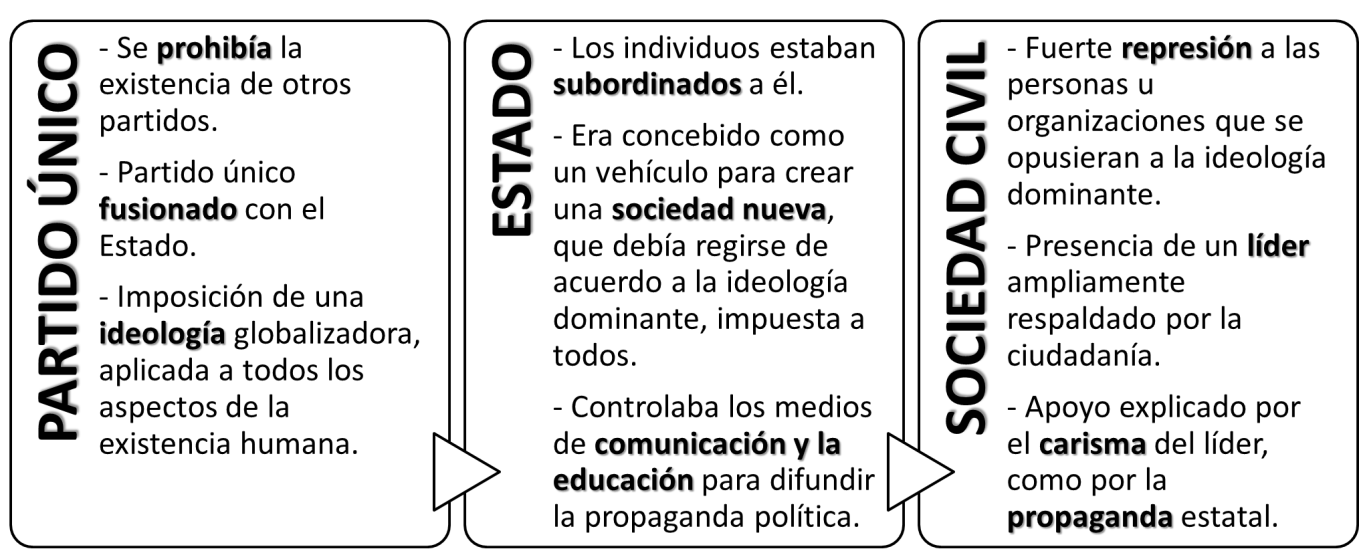 PARTIDO ÚNICO
- Se prohibía la
existencia de otros
partidos.
- Partido único
fusionado con el
Estado.
- Imposición de una
ideología globalizadora,
aplicada a todos los
aspectos de la
existencia humana.
ESTADO
- Los individuos estaban
subordinados a él.
- Era concebido como
un vehículo para crear
una sociedad nueva,
que debía regirse de
acuerdo a la ideología
dominante, impuesta a
todos.
- Controlaba los medios
de comunicación y la
educación para difundir
la propaganda política.
SOCIEDAD CIVIL
- Fuerte represión a las
personas u
organizaciones que se
opusieran a la ideología
dominante.
- Presencia de un líder
ampliamente
respaldado por la
ciudadanía.
- Apoyo explicado por
el carisma del líder,
como por la
propaganda estatal.